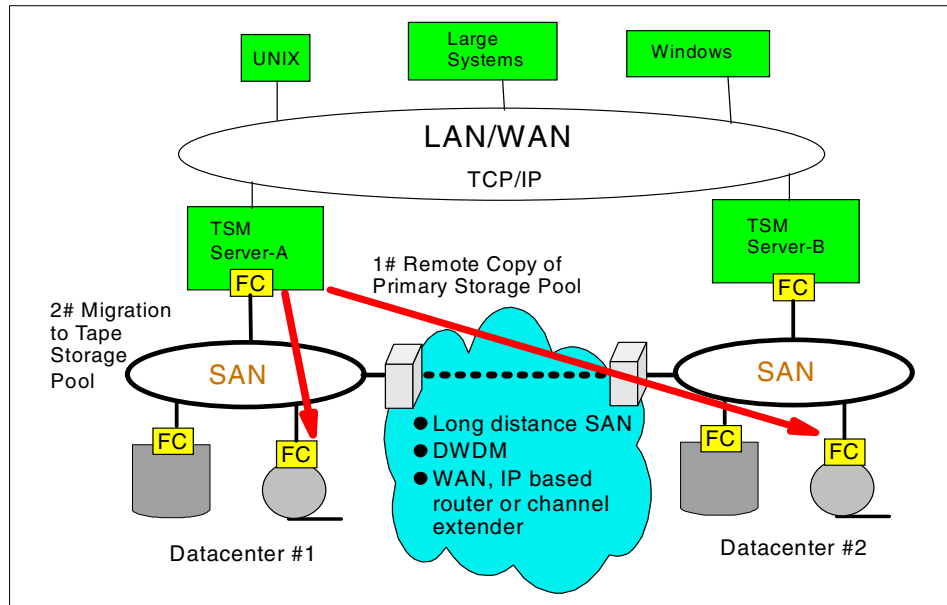 UNIX
Large
Systems
Windows
LAN/WAN
TCP/IP
TSM
Server-A
FC
TSM
Server-B
FC
1# Remote Copy of
Primary Storage Pool
2# Migration
to Tape
Storage
Pool
SAN
SAN
FC
FC
FC
FC
Long distance SAN
DWDM
WAN, IP based
router or channel
extender
Datacenter #1
Datacenter #2